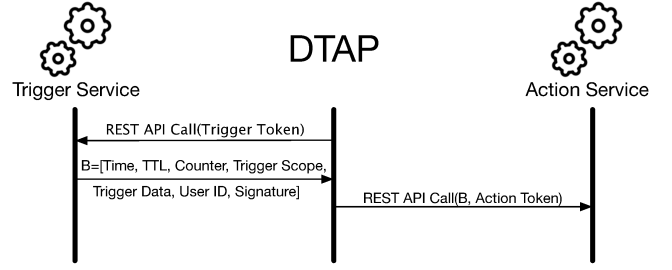 DTAP
Trigger Service
Action Service
REST API Call(Trigger Token)
B=[Time, TTL, Counter, Trigger Scope,
Trigger Data, User ID, Signature]
REST API Call(B, Action Token)